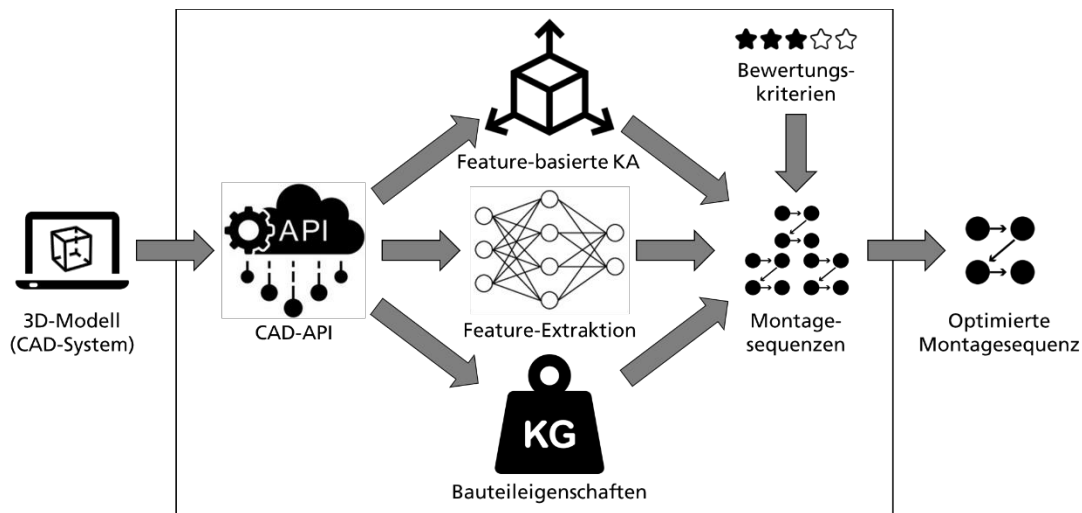 Bewertungs-
kriterien
Feature-basierte KA
API
3D-Modell
(CAD-System)
CAD-API
Feature-Extraktion
Montage-
sequenzen
Optimierte
Montagesequenz
KG
Bauteileigenschaften